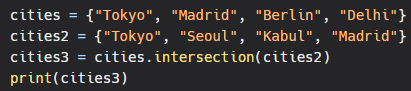 cities = {"Tokyo", "Madrid", "Berlin", "Delhi"}
cities2 = {"Tokyo", "Seoul", "Kabul", "Madrid"}
cities3 = cities.intersection(cities2)
print(cities3)